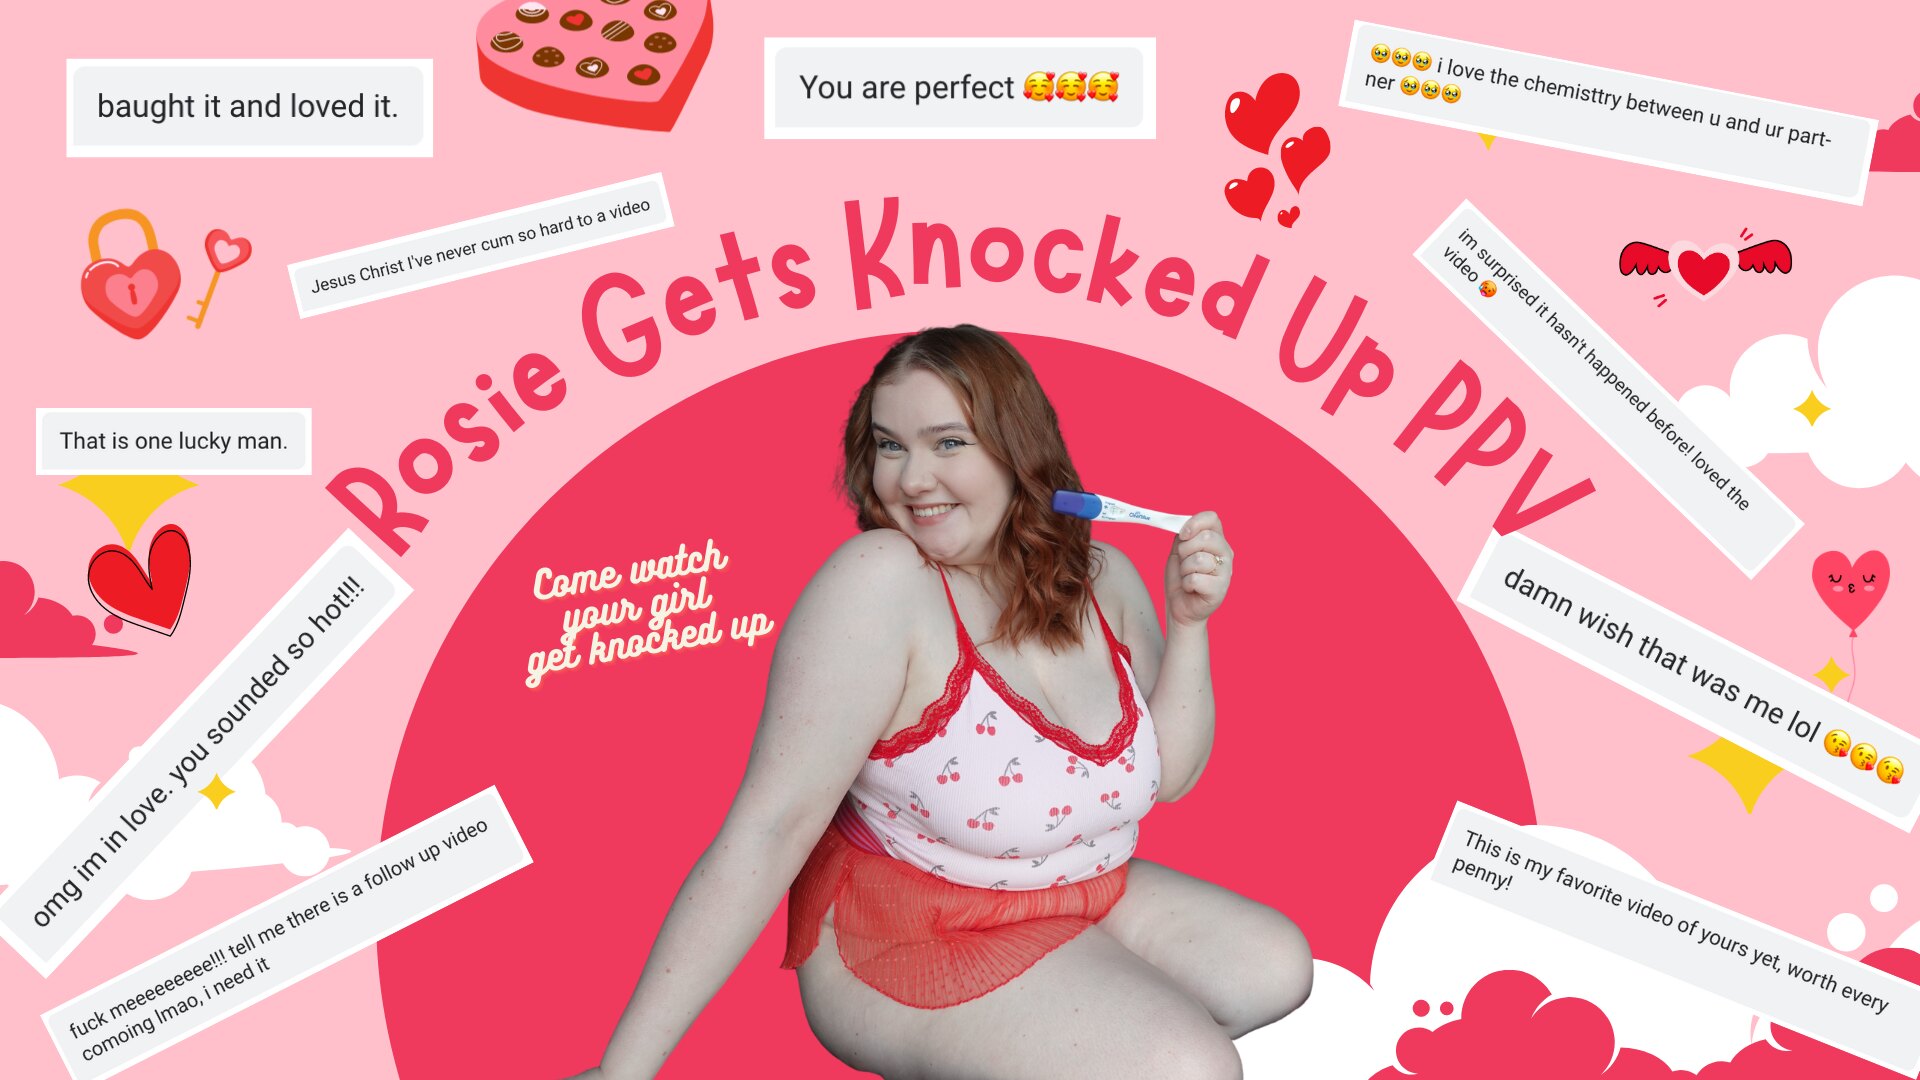 baught it and loved it.
You are perfect 🥰🥰🥰
🥹🥹🥹 i love the chemisttry between u and ur part-
ner 🥹🥹🥹
Jesus Christ I've never cum so hard to a video
im surprised it hasn't happened before! loved the
video 🥵
Rosie Gets Knocked Up PPV
That is one lucky man.
Come watch
your girl
get knocked up
damn wish that was me lol 😘😘😘
omg im in love. you sounded so hot!!!
fuck meeeeeeeee!!! tell me there is a follow up video
comoing lmao, i need it
This is my favorite video of yours yet, worth every
penny!